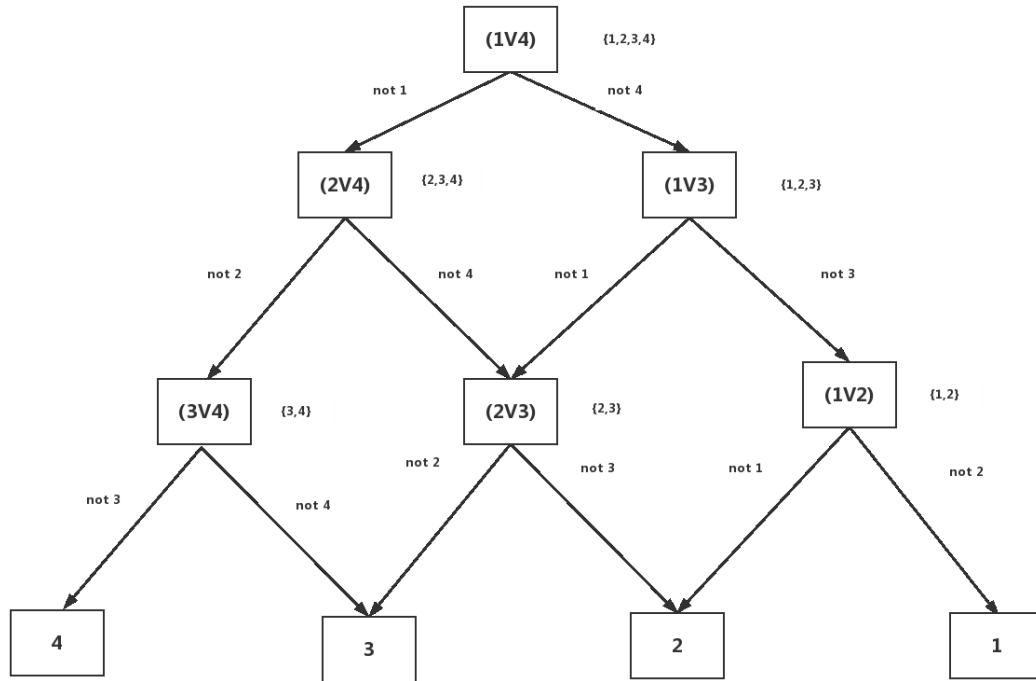 (1V4) {1,2,3,4}
not 1 not 4
(2V4) {2,3,4} (1V3) {1,2,3}
not 2 not 4 not 1 not 3
(3V4) {3,4} (2V3) {2,3} (1V2) {1,2}
not 3 not 4 not 2 not 3 not 1 not 2
4 3 2 1